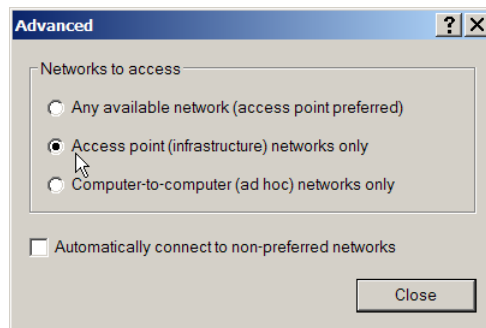 Advanced
Networks to access
Any available network (access point preferred)
Access point (infrastructure) networks only
Computer-to-computer (ad hoc) networks only
Automatically connect to non-preferred networks
Close